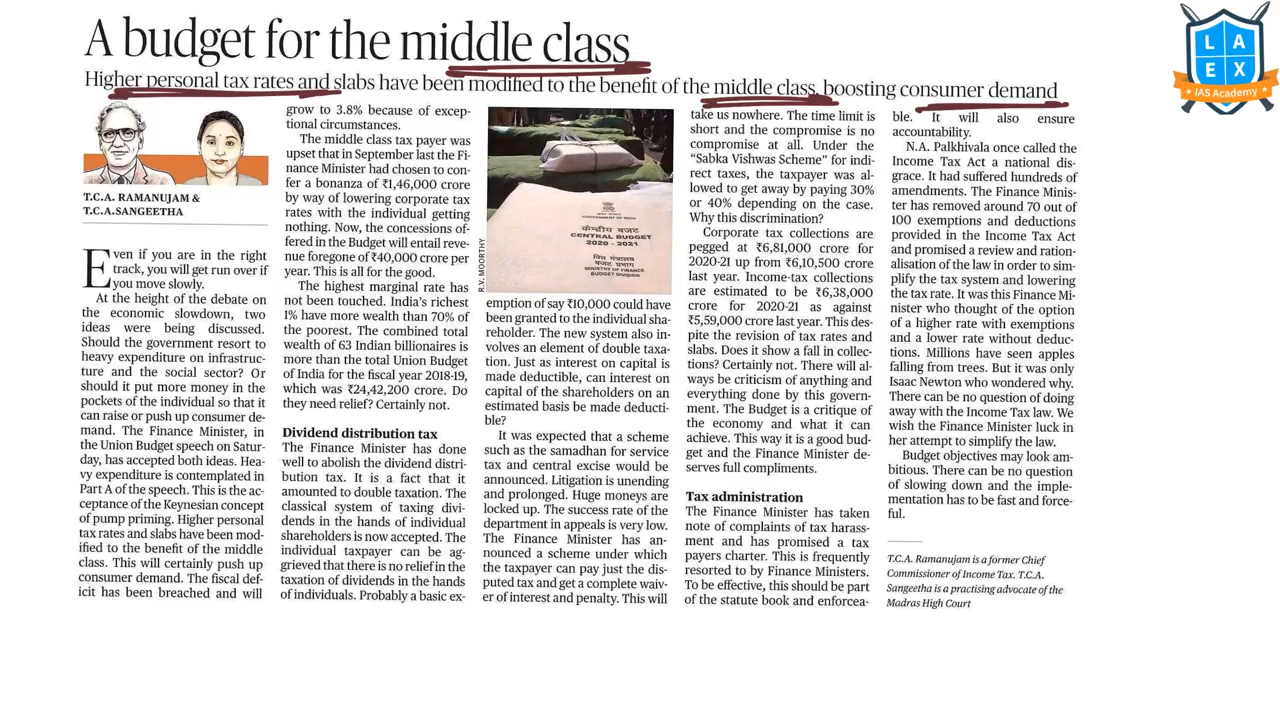 A budget for the middle class
Higher personal tax rates and slabs have been modified to the benefit of the middle class, boosting consumer demand
T.C.A. RAMANUJAM &
T.C.A.SANGEETHA
Even if you are in the right
track, you will get run over if
you move slowly.
At the height of the debate on
the economic slowdown, two
ideas were being discussed.
Should the government resort to
heavy expenditure on infrastruc-
ture and the social sector? Or
should it put more money in the
pockets of the individual so that it
can raise or push up consumer de-
mand. The Finance Minister, in
the Union Budget speech on Satur-
day, has accepted both ideas. Hea-
vy expenditure is contemplated in
Part A of the speech. This is the ac-
ceptance of the Keynesian concept
of pump priming. Higher personal
tax rates and slabs have been mod-
ified to the benefit of the middle
class. This will certainly push up
consumer demand. The fiscal def-
icit has been breached and will
grow to 3.8% because of excep-
tional circumstances.
The middle class tax payer was
upset that in September last the Fi-
nance Minister had chosen to con-
fer a bonanza of ₹1,46,000 crore
by way of lowering corporate tax
rates with the individual getting
nothing. Now, the concessions of-
fered in the Budget will entail reve-
nue foregone of ₹40,000 crore per
year. This is all for the good.
The highest marginal rate has
not been touched. India's richest
1% have more wealth than 70% of
the poorest. The combined total
wealth of 63 Indian billionaires is
more than the total Union Budget
of India for the fiscal year 2018-19,
which was ₹24,42,200 crore. Do
they need relief? Certainly not.
Dividend distribution tax
The Finance Minister has done
well to abolish the dividend distri-
bution tax. It is a fact that it
amounted to double taxation. The
classical system of taxing divi-
dends in the hands of individual
shareholders is now accepted. The
individual taxpayer can be ag-
grieved that there is no relief in the
taxation of dividends in the hands
of individuals. Probably a basic ex-
R.V. MOORTHY
GOVERNMENT OF INDIA
केन्द्रीय बजट
CENTRAL BUDGET
2020 - 2021
वित्त मंत्रालय
बजट प्रभाग
MINISTRY OF FINANCE
BUDGET DIVISION
emption of say ₹10,000 could have
been granted to the individual sha-
reholder. The new system also in-
volves an element of double taxa-
tion. Just as interest on capital is
made deductible, can interest on
capital of the shareholders on an
estimated basis be made deducti-
ble?
It was expected that a scheme
such as the samadhan for service
tax and central excise would be
announced. Litigation is unending
and prolonged. Huge moneys are
locked up. The success rate of the
department in appeals is very low.
The Finance Minister has an-
nounced a scheme under which
the taxpayer can pay just the dis-
puted tax and get a complete waiv-
er of interest and penalty. This will
take us nowhere. The time limit is
short and the compromise is no
compromise at all. Under the
“Sabka Vishwas Scheme” for indi-
rect taxes, the taxpayer was al-
lowed to get away by paying 30%
or 40% depending on the case.
Why this discrimination?
Corporate tax collections are
pegged at ₹6,81,000 crore for
2020-21 up from ₹6,10,500 crore
last year. Income-tax collections
are estimated to be ₹6,38,000
crore for 2020-21 as against
₹5,59,000 crore last year. This des-
pite the revision of tax rates and
slabs. Does it show a fall in collec-
tions? Certainly not. There will al-
ways be criticism of anything and
everything done by this govern-
ment. The Budget is a critique of
the economy and what it can
achieve. This way it is a good bud-
get and the Finance Minister de-
serves full compliments.
Tax administration
The Finance Minister has taken
note of complaints of tax harass-
ment and has promised a tax
payers charter. This is frequently
resorted to by Finance Ministers.
To be effective, this should be part
of the statute book and enforcea-
ble. It will also ensure
accountability.
N.A. Palkhivala once called the
Income Tax Act a national dis-
grace. It had suffered hundreds of
amendments. The Finance Minis-
ter has removed around 70 out of
100 exemptions and deductions
provided in the Income Tax Act
and promised a review and ration-
alisation of the law in order to sim-
plify the tax system and lowering
the tax rate. It was this Finance Mi-
nister who thought of the option
of a higher rate with exemptions
and a lower rate without deduc-
tions. Millions have seen apples
falling from trees. But it was only
Isaac Newton who wondered why.
There can be no question of doing
away with the Income Tax law. We
wish the Finance Minister luck in
her attempt to simplify the law.
Budget objectives may look am-
bitious. There can be no question
of slowing down and the imple-
mentation has to be fast and force-
ful.
T.C.A. Ramanujam is a former Chief
Commissioner of Income Tax. T.C.A.
Sangeetha is a practising advocate of the
Madras High Court
L A
E X
IAS Academy